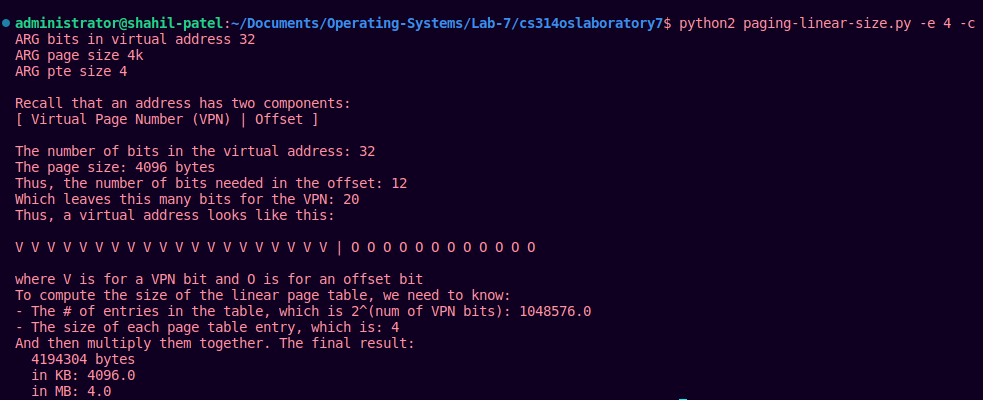 administrator@shahil-patel:~/Documents/Operating-Systems/Lab-7/cs314oslaboratory7$ python2 paging-linear-size.py -e 4 -c
ARG bits in virtual address 32
ARG page size 4k
ARG pte size 4
Recall that an address has two components:
[ Virtual Page Number (VPN) | Offset ]
The number of bits in the virtual address: 32
The page size: 4096 bytes
Thus, the number of bits needed in the offset: 12
Which leaves this many bits for the VPN: 20
Thus, a virtual address looks like this:
V V V V V V V V V V V V V V V V V V V V | O O O O O O O O O O O O
where V is for a VPN bit and O is for an offset bit
To compute the size of the linear page table, we need to know:
- The # of entries in the table, which is 2^(num of VPN bits): 1048576.0
- The size of each page table entry, which is: 4
And then multiply them together. The final result:
4194304 bytes
in KB: 4096.0
in MB: 4.0